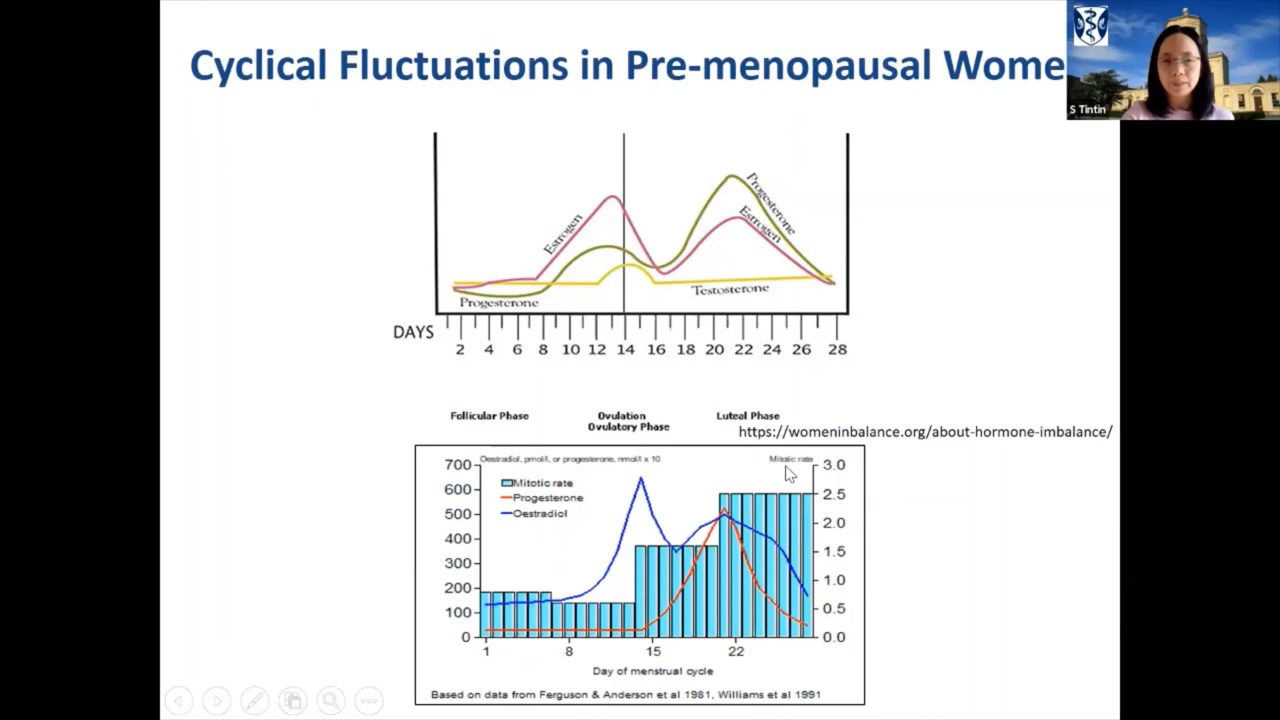 Cyclical Fluctuations in Pre-menopausal Wome
S Tintin
Estrogen
Progesterone
Estrogen
Progesterone
Testosterone
DAYS
2 4 6 8 10 12 14 16 18 20 22 24 26 28
Follicular Phase Ovulation Luteal Phase
Ovulatory Phase
https://womeninbalance.org/about-hormone-imbalance/
Oestradiol, pmol/l, or progesterone, nmol/l x 10 Mitotic rate
700 3.0
600 2.5
500 2.0
400 1.5
300 1.0
200 0.5
100 0.0
0
Mitotic rate
Progesterone
Oestradiol
1 8 15 22
Day of menstrual cycle
Based on data from Ferguson & Anderson et al 1981, Williams et al 1991